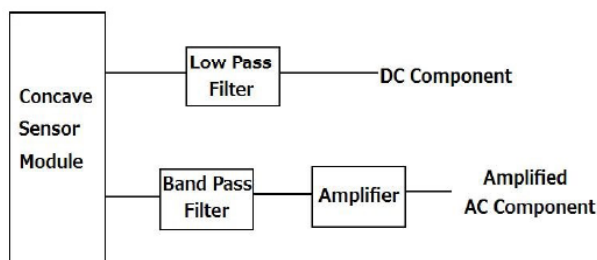 Concave
Sensor
Module
Low Pass
Filter
DC Component
Band Pass
Filter
Amplifier
Amplified
AC Component